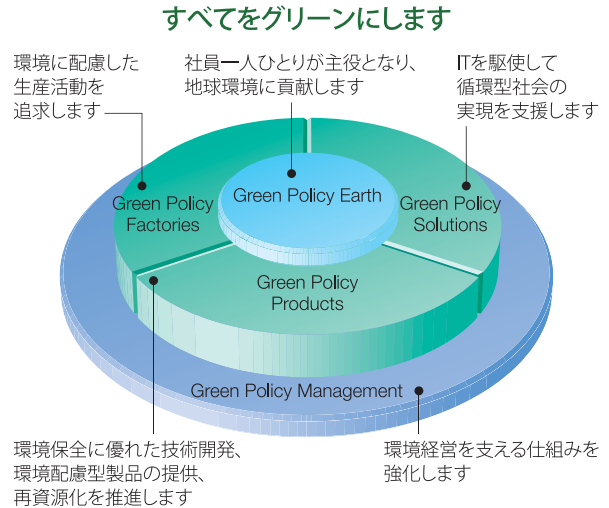 すべてをグリーンにします
環境に配慮した
生産活動を
追求します
社員一人ひとりが主役となり、
地球環境に貢献します
ITを駆使して
循環型社会の
実現を支援します
Green Policy
Factories
Green Policy Earth
Green Policy
Solutions
Green Policy
Products
Green Policy Management
環境保全に優れた技術開発、
環境配慮型製品の提供、
再資源化を推進します
環境経営を支える仕組みを
強化します